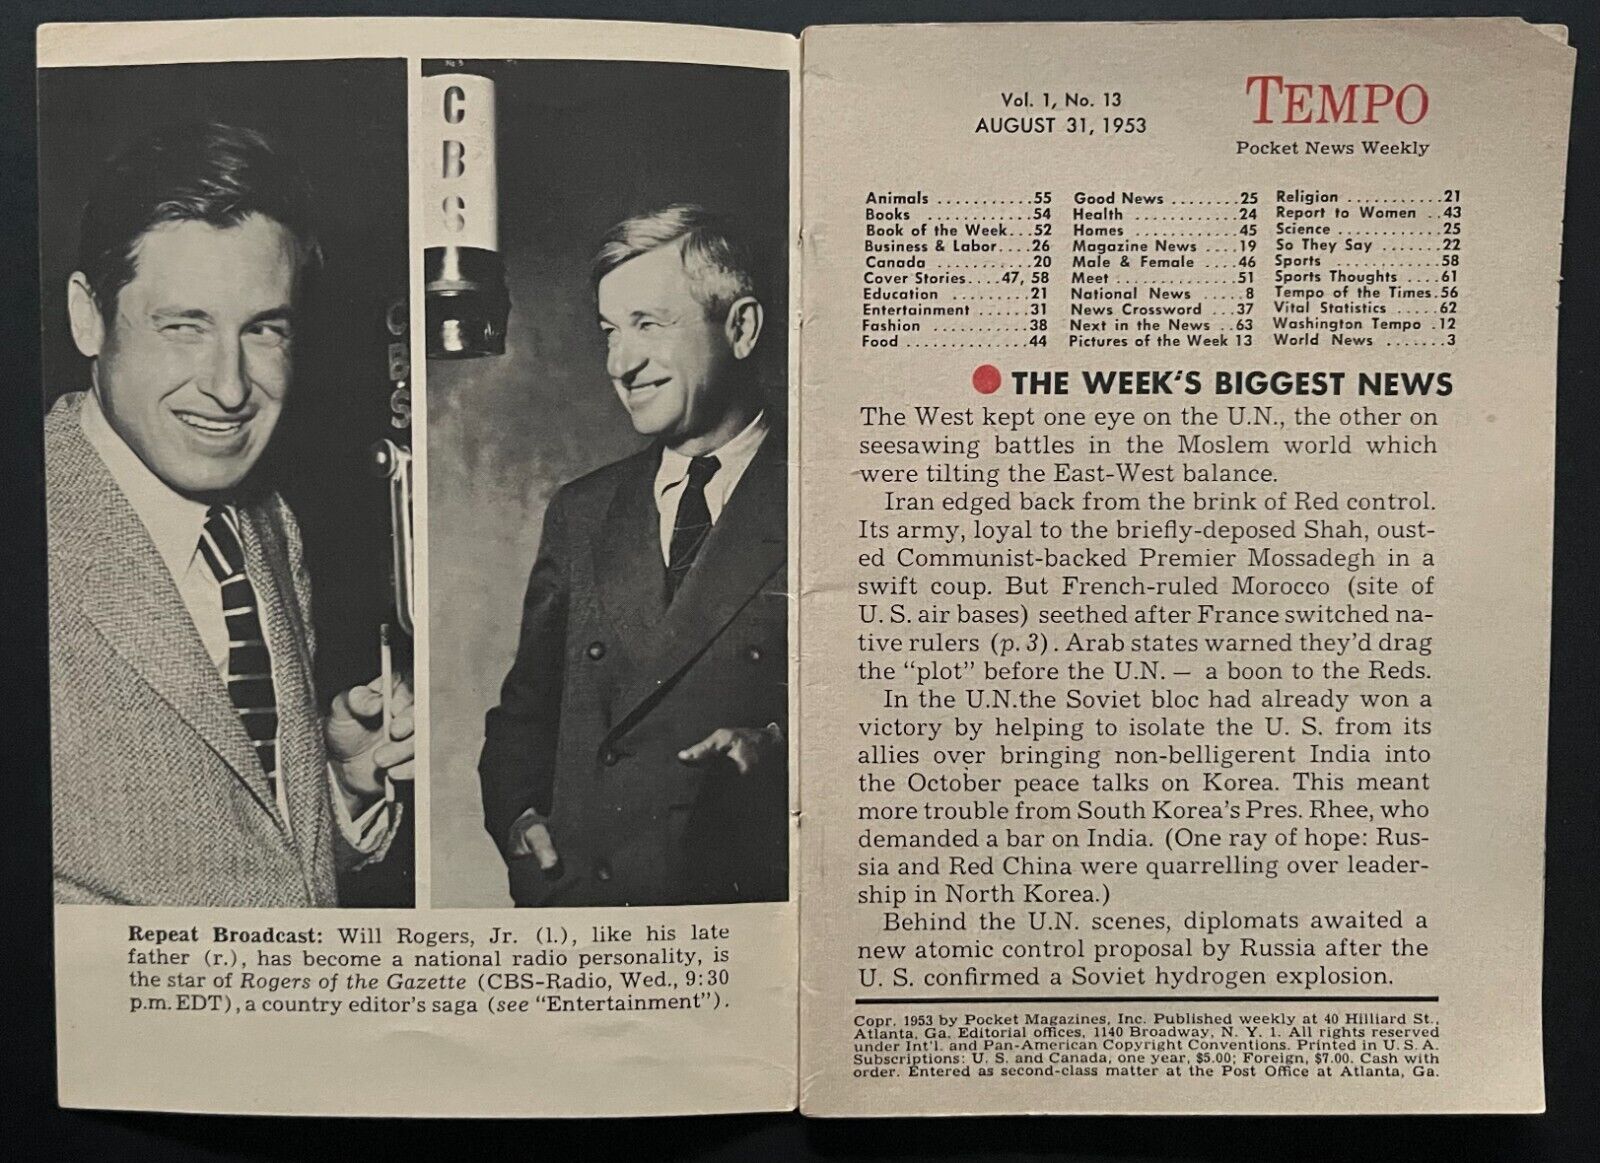 No 3
C
B
S
C
B
S
Repeat Broadcast: Will Rogers, Jr. (l.), like his late
father (r.), has become a national radio personality, is
the star of Rogers of the Gazette (CBS-Radio, Wed., 9:30
p.m. EDT), a country editor's saga (see "Entertainment").
Vol. 1, No. 13
AUGUST 31, 1953
TEMPO
Pocket News Weekly
Animals ..........55
Books ............54
Book of the Week...52
Business & Labor....26
Canada ...........20
Cover Stories....47, 58
Education .........21
Entertainment ......31
Fashion ...........38
Food .............44
Good News ........25
Health ............24
Homes ............45
Magazine News ....19
Male & Female ....46
Meet .............51
National News .....8
News Crossword ...37
Next in the News ..63
Pictures of the Week 13
Religion ..........21
Report to Women ..43
Science ............25
So They Say .......22
Sports ............58
Sports Thoughts ....61
Tempo of the Times.56
Vital Statistics ......62
Washington Tempo .12
World News .......3
THE WEEK'S BIGGEST NEWS
The West kept one eye on the U.N., the other on
seesawing battles in the Moslem world which
were tilting the East-West balance.
Iran edged back from the brink of Red control.
Its army, loyal to the briefly-deposed Shah, oust-
ed Communist-backed Premier Mossadegh in a
swift coup. But French-ruled Morocco (site of
U. S. air bases) seethed after France switched na-
tive rulers (p. 3). Arab states warned they'd drag
the "plot" before the U.N. — a boon to the Reds.
In the U.N.the Soviet bloc had already won a
victory by helping to isolate the U. S. from its
allies over bringing non-belligerent India into
the October peace talks on Korea. This meant
more trouble from South Korea's Pres. Rhee, who
demanded a bar on India. (One ray of hope: Rus-
sia and Red China were quarrelling over leader-
ship in North Korea.)
Behind the U.N. scenes, diplomats awaited a
new atomic control proposal by Russia after the
U. S. confirmed a Soviet hydrogen explosion.
Copr. 1953 by Pocket Magazines, Inc. Published weekly at 40 Hilliard St.,
Atlanta, Ga. Editorial offices, 1140 Broadway, N. Y. 1. All rights reserved
under Int'l. and Pan-American Copyright Conventions. Printed in U. S. A.
Subscriptions: U. S. and Canada, one year, $5.00; Foreign, $7.00. Cash with
order. Entered as second-class matter at the Post Office at Atlanta, Ga.